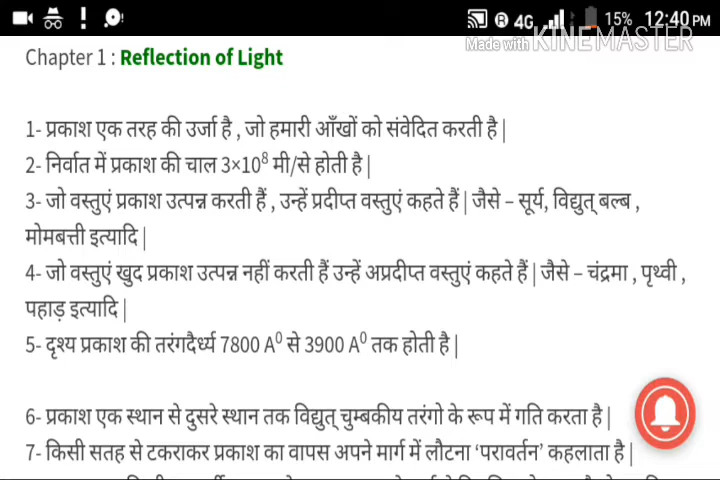 4G 15% 12:40 PM
Made with KINEMASTER
Chapter 1 : Reflection of Light
1- प्रकाश एक तरह की उर्जा है , जो हमारी आँखों को संवेदित करती है |
2- निर्वात में प्रकाश की चाल 3×10⁸ मी/से होती है |
3- जो वस्तुएं प्रकाश उत्पन्न करती हैं , उन्हें प्रदीप्त वस्तुएं कहते हैं | जैसे – सूर्य, विद्युत् बल्ब ,
मोमबत्ती इत्यादि |
4- जो वस्तुएं खुद प्रकाश उत्पन्न नहीं करती हैं उन्हें अप्रदीप्त वस्तुएं कहते हैं | जैसे – चंद्रमा , पृथ्वी ,
पहाड़ इत्यादि |
5- दृश्य प्रकाश की तरंगदैर्ध्य 7800 A⁰ से 3900 A⁰ तक होती है |
6- प्रकाश एक स्थान से दुसरे स्थान तक विद्युत् चुम्बकीय तरंगो के रूप में गति करता है |
7- किसी सतह से टकराकर प्रकाश का वापस अपने मार्ग में लौटना ‘परावर्तन’ कहलाता है |